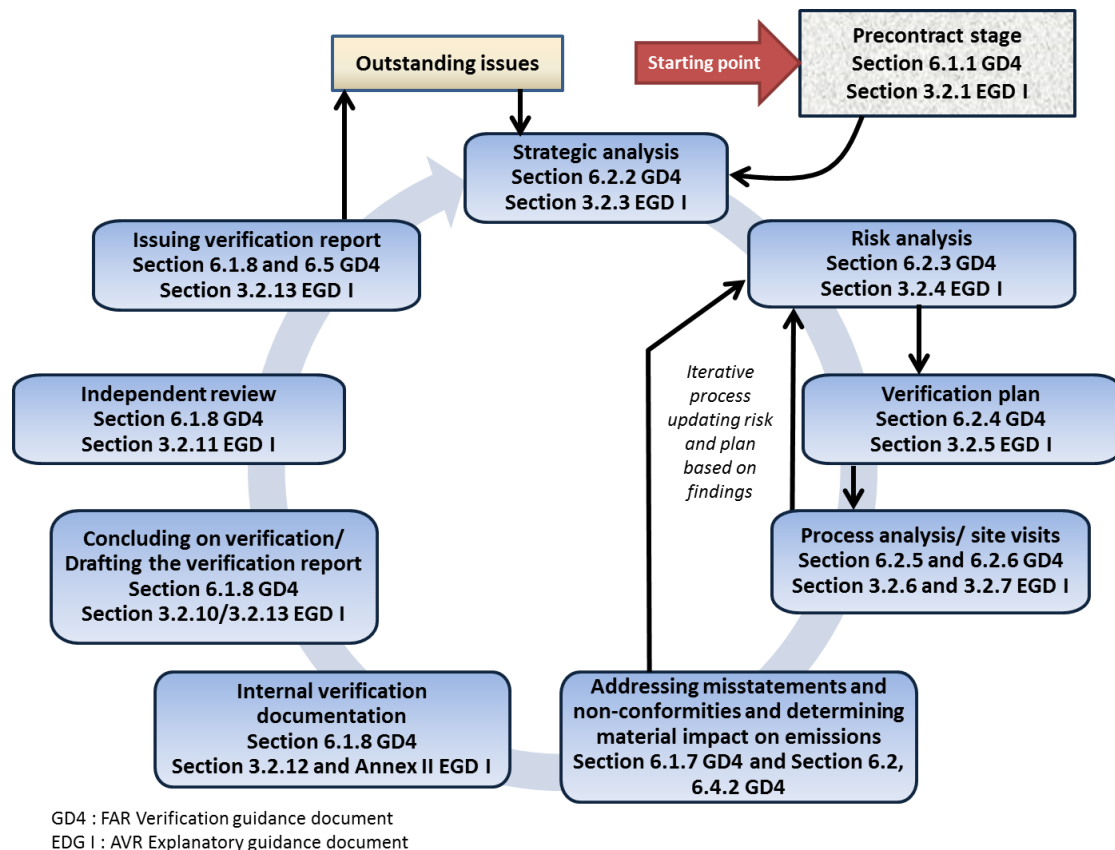 Outstanding issues
Starting point
Precontract stage
Section 6.1.1 GD4
Section 3.2.1 EGD I
Strategic analysis
Section 6.2.2 GD4
Section 3.2.3 EGD I
Issuing verification report
Section 6.1.8 and 6.5 GD4
Section 3.2.13 EGD I
Risk analysis
Section 6.2.3 GD4
Section 3.2.4 EGD I
Iterative
process
updating risk
and plan
based on
findings
Independent review
Section 6.1.8 GD4
Section 3.2.11 EGD I
Verification plan
Section 6.2.4 GD4
Section 3.2.5 EGD I
Concluding on verification/
Drafting the verification report
Section 6.1.8 GD4
Section 3.2.10/3.2.13 EGD I
Process analysis/ site visits
Section 6.2.5 and 6.2.6 GD4
Section 3.2.6 and 3.2.7 EGD I
Internal verification
documentation
Section 6.1.8 GD4
Section 3.2.12 and Annex II EGD I
Addressing misstatements and
non-conformities and determining
material impact on emissions
Section 6.1.7 GD4 and Section 6.2,
6.4.2 GD4
GD4 : FAR Verification guidance document
EDG I : AVR Explanatory guidance document